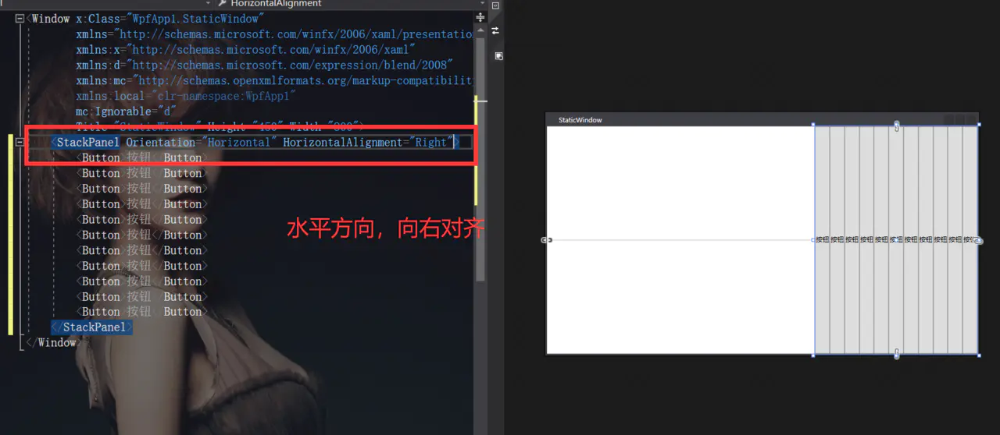 HorizontalAlignment
<Window x:Class="WpfApp1.StaticWindow"
xmlns="http://schemas.microsoft.com/winfx/2006/xaml/presentation
xmlns:x="http://schemas.microsoft.com/winfx/2006/xaml"
xmlns:d="http://schemas.microsoft.com/expression/blend/2008"
xmlns:mc="http://schemas.openxmlformats.org/markup-compatibility
xmlns:local="clr-namespace:WpfApp1"
mc:Ignorable="d"
Title="StaticWindow" Height="450" Width="800">
<StackPanel Orientation="Horizontal" HorizontalAlignment="Right">
<Button>按钮</Button>
<Button>按钮</Button>
<Button>按钮</Button>
<Button>按钮</Button>
<Button>按钮</Button>
<Button>按钮</Button>
<Button>按钮</Button>
<Button>按钮</Button>
<Button>按钮</Button>
<Button>按钮</Button>
<Button>按钮</Button>
</StackPanel>
</Window>
水平方向，向右对齐
StaticWindow
按钮 按钮 按钮 按钮 按钮 按钮 按钮 按钮 按钮 按钮 按钮